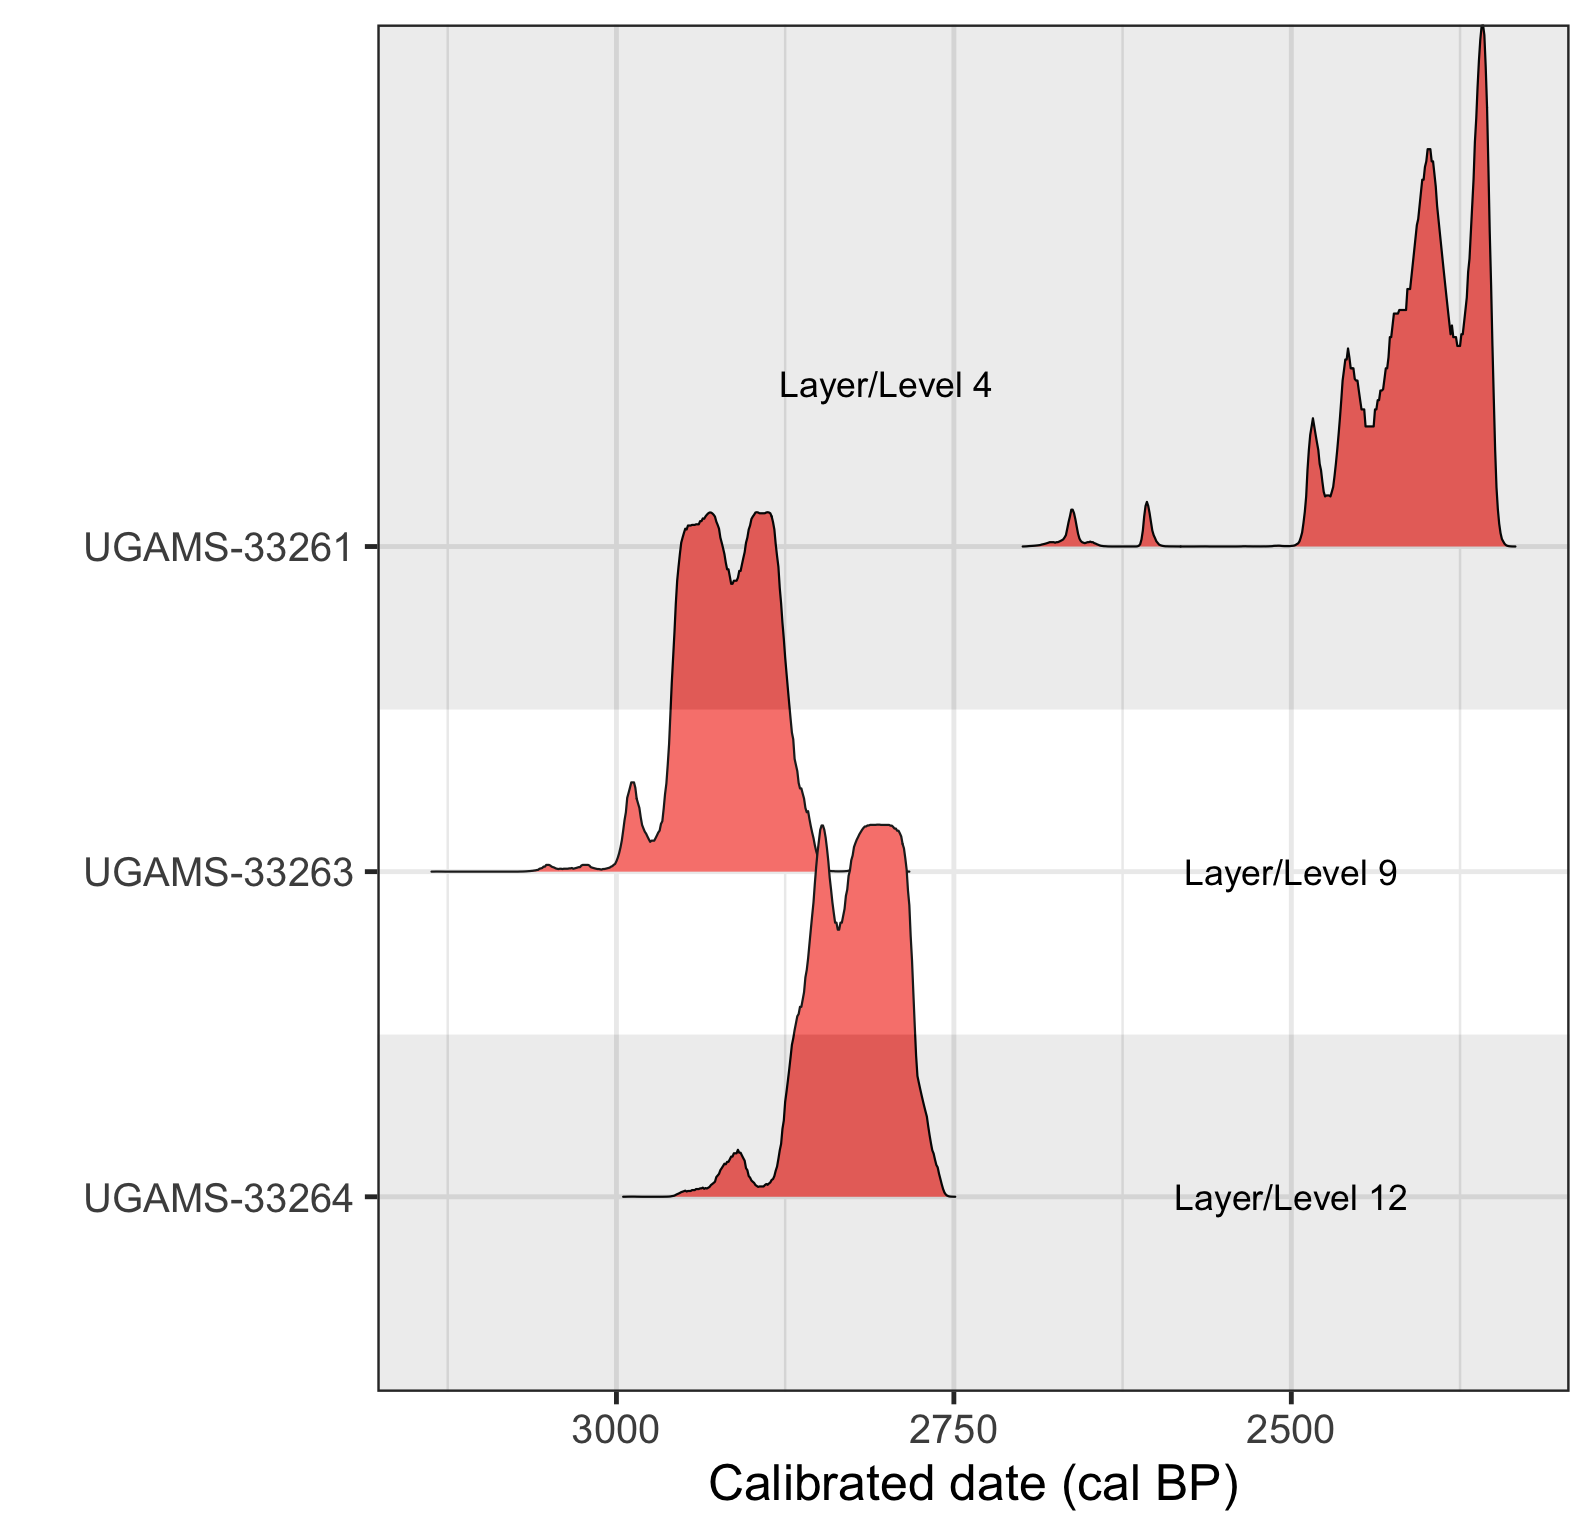 Layer/Level 4
UGAMS-33261
UGAMS-33263
Layer/Level 9
UGAMS-33264
Layer/Level 12
3000 2750 2500
Calibrated date (cal BP)